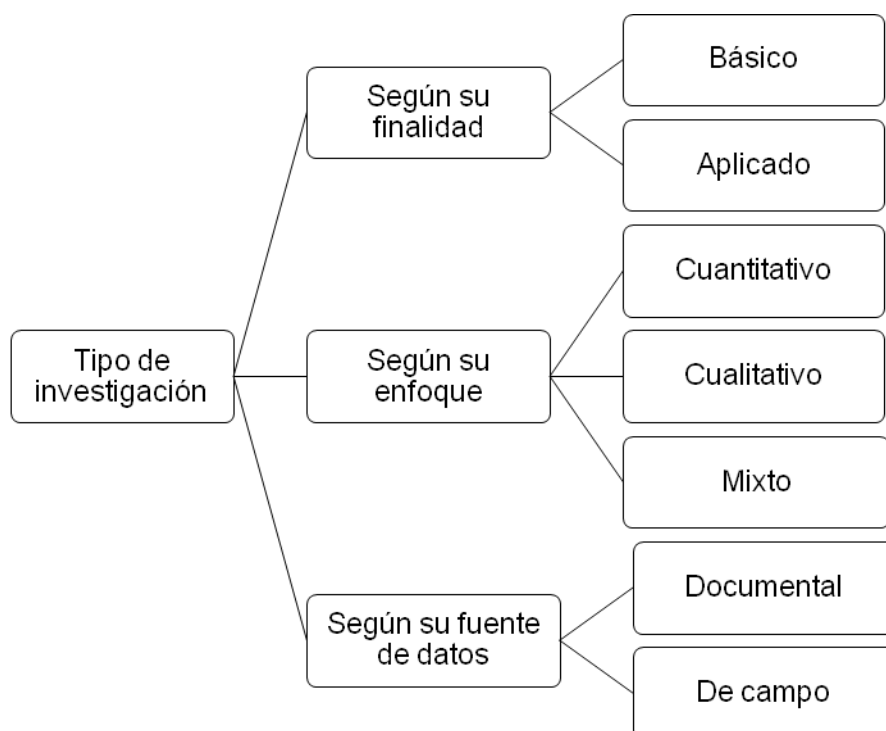 Tipo de
investigación
Según su
finalidad
Básico
Aplicado
Según su
enfoque
Cuantitativo
Cualitativo
Mixto
Según su fuente
de datos
Documental
De campo